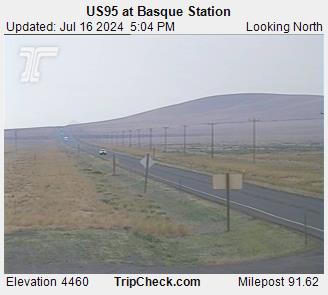 US95 at Basque Station
Updated: Jul 16 2024  5:04 PM Looking North
Elevation 4460 TripCheck.com Milepost 91.62